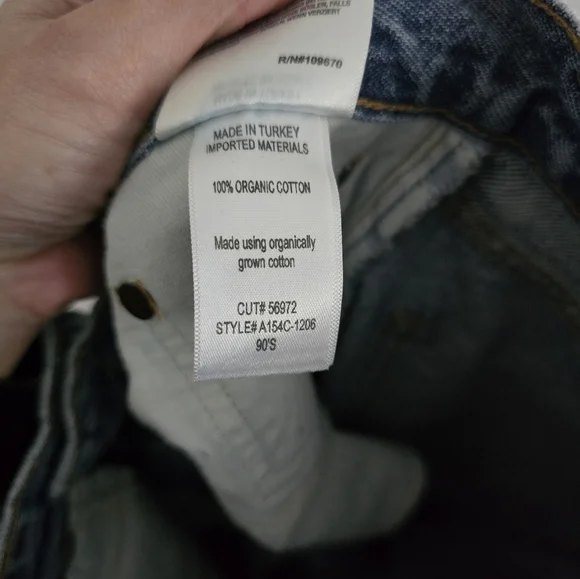 FALLS
R/N#109670
MADE IN TURKEY
IMPORTED MATERIALS
100% ORGANIC COTTON
Made using organically
grown cotton
CUT# 56972
STYLE# A154C-1206
90'S